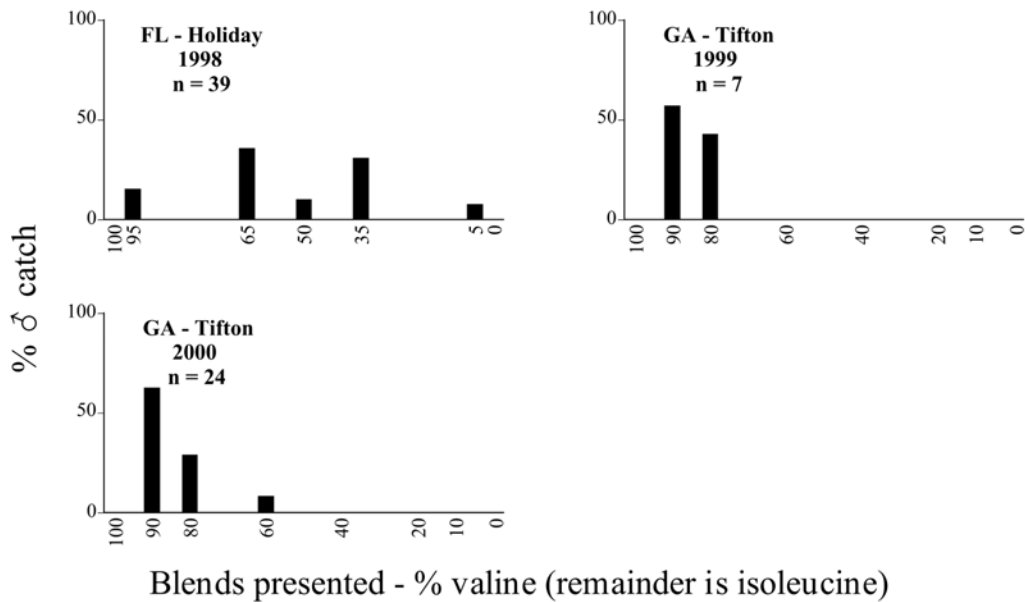 % ♂ catch
100
50
0
FL - Holiday
1998
n = 39
100 95 65 50 35 5 0
100
50
0
GA - Tifton
1999
n = 7
100 90 80 60 40 20 10 0
100
50
0
GA - Tifton
2000
n = 24
100 90 80 60 40 20 10 0
Blends presented - % valine (remainder is isoleucine)